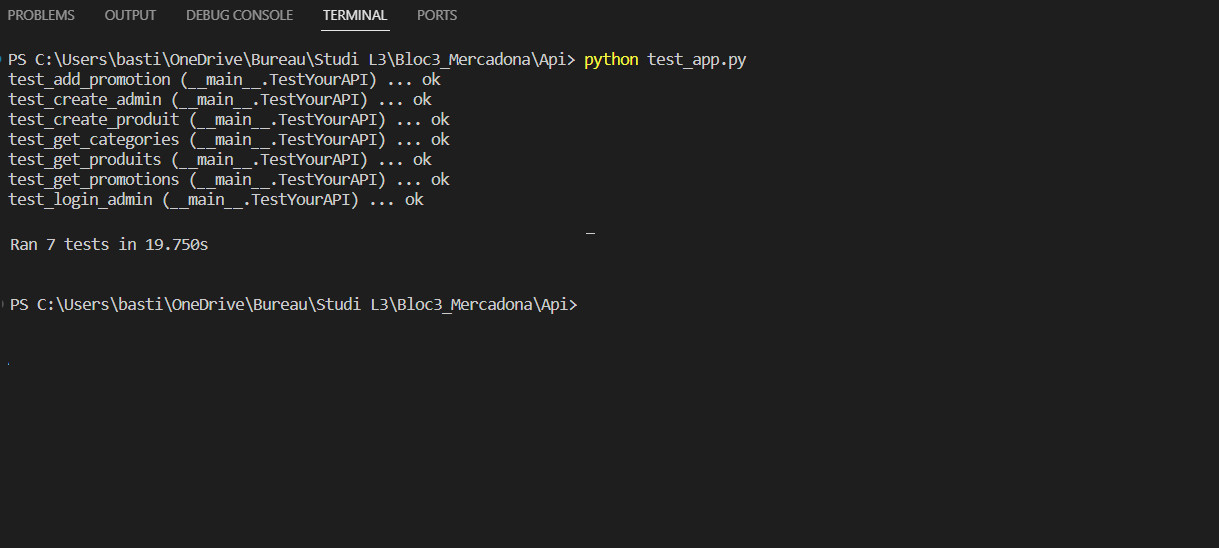 PROBLEMS OUTPUT DEBUG CONSOLE TERMINAL PORTS
PS C:\Users\basti\OneDrive\Bureau\Studi L3\Bloc3_Mercadona\Api> python test_app.py
test_add_promotion (__main__.TestYourAPI) ... ok
test_create_admin (__main__.TestYourAPI) ... ok
test_create_produit (__main__.TestYourAPI) ... ok
test_get_categories (__main__.TestYourAPI) ... ok
test_get_produits (__main__.TestYourAPI) ... ok
test_get_promotions (__main__.TestYourAPI) ... ok
test_login_admin (__main__.TestYourAPI) ... ok
Ran 7 tests in 19.750s
PS C:\Users\basti\OneDrive\Bureau\Studi L3\Bloc3_Mercadona\Api>